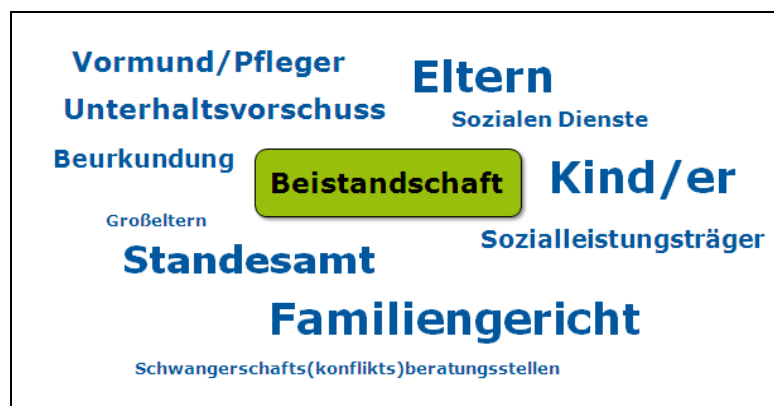 Vormund/Pfleger
Eltern
Unterhaltsvorschuss
Sozialen Dienste
Beurkundung
Beistandschaft
Kind/er
Großeltern
Sozialleistungsträger
Standesamt
Familiengericht
Schwangerschafts(konflikts)beratungsstellen